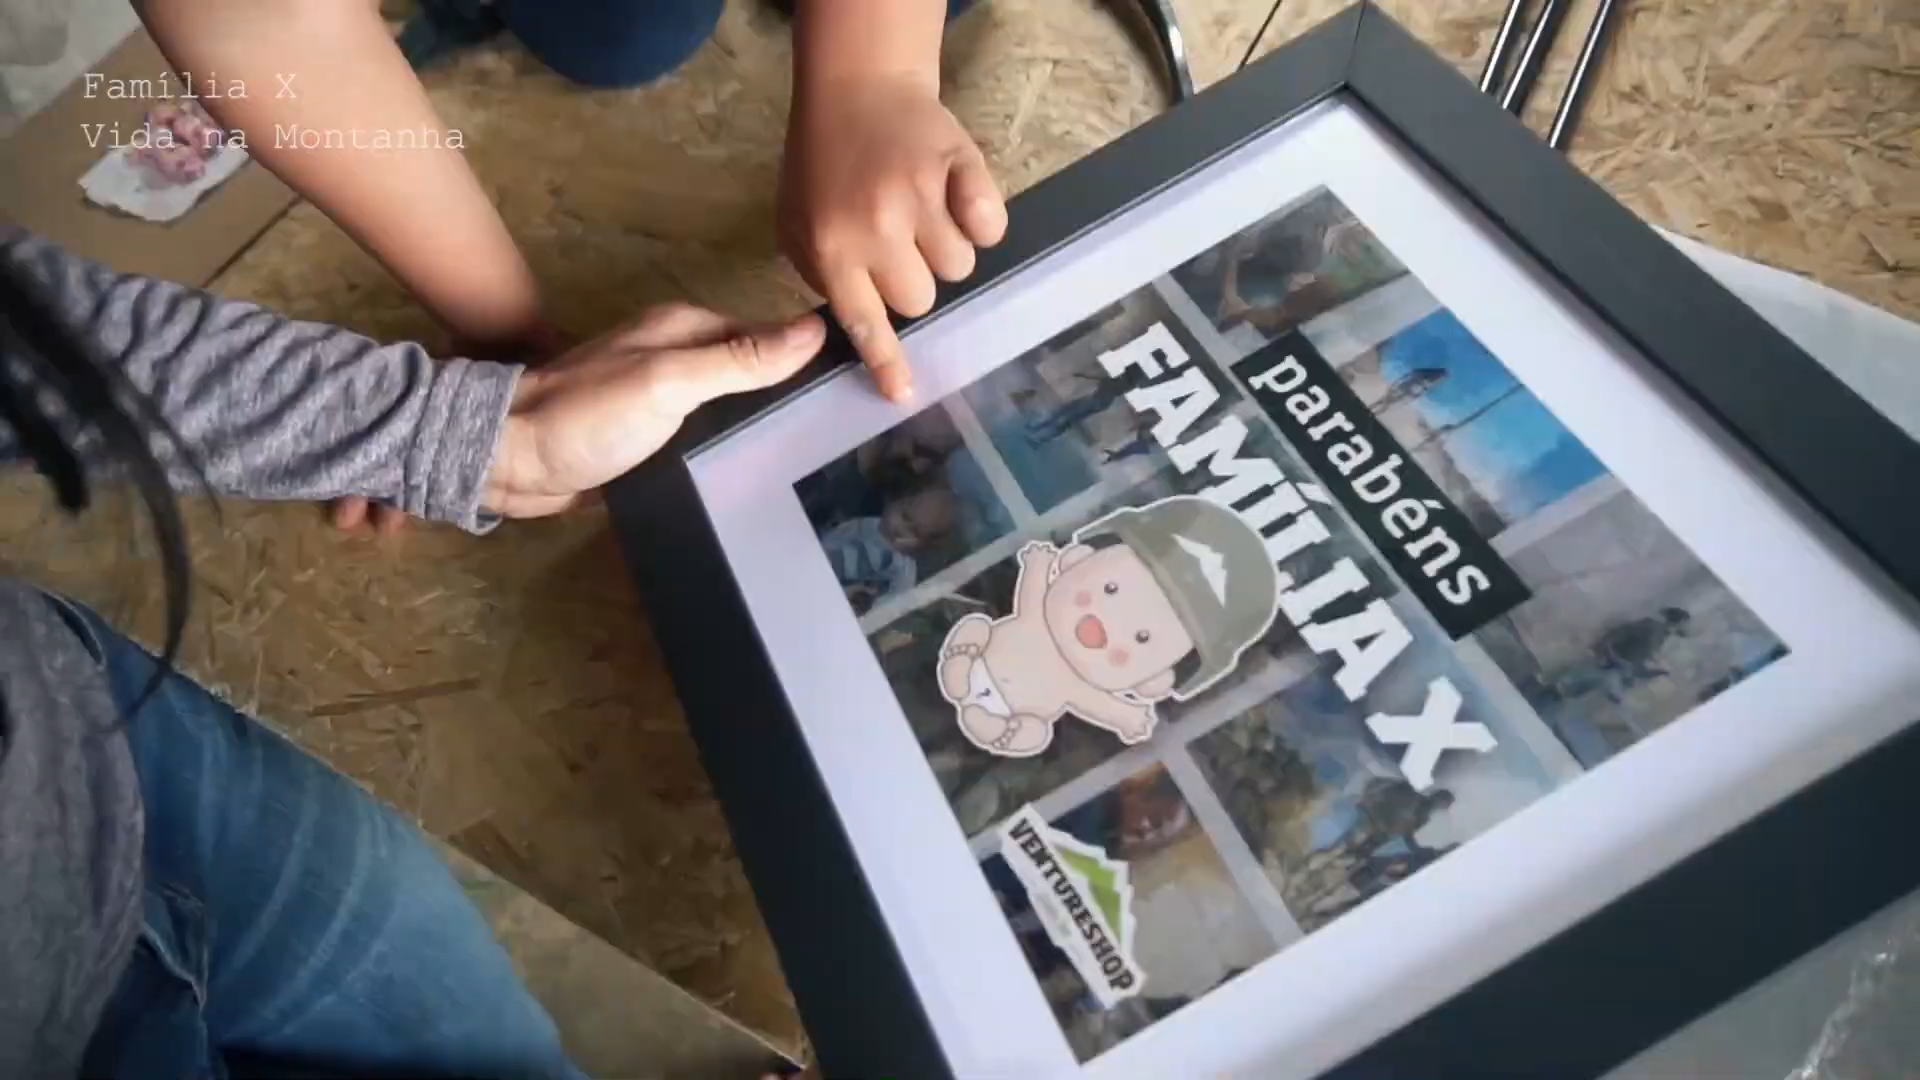 Família X
Vida na Montanha
parabéns
FAMÍLIA X
?
VENTURESHOP